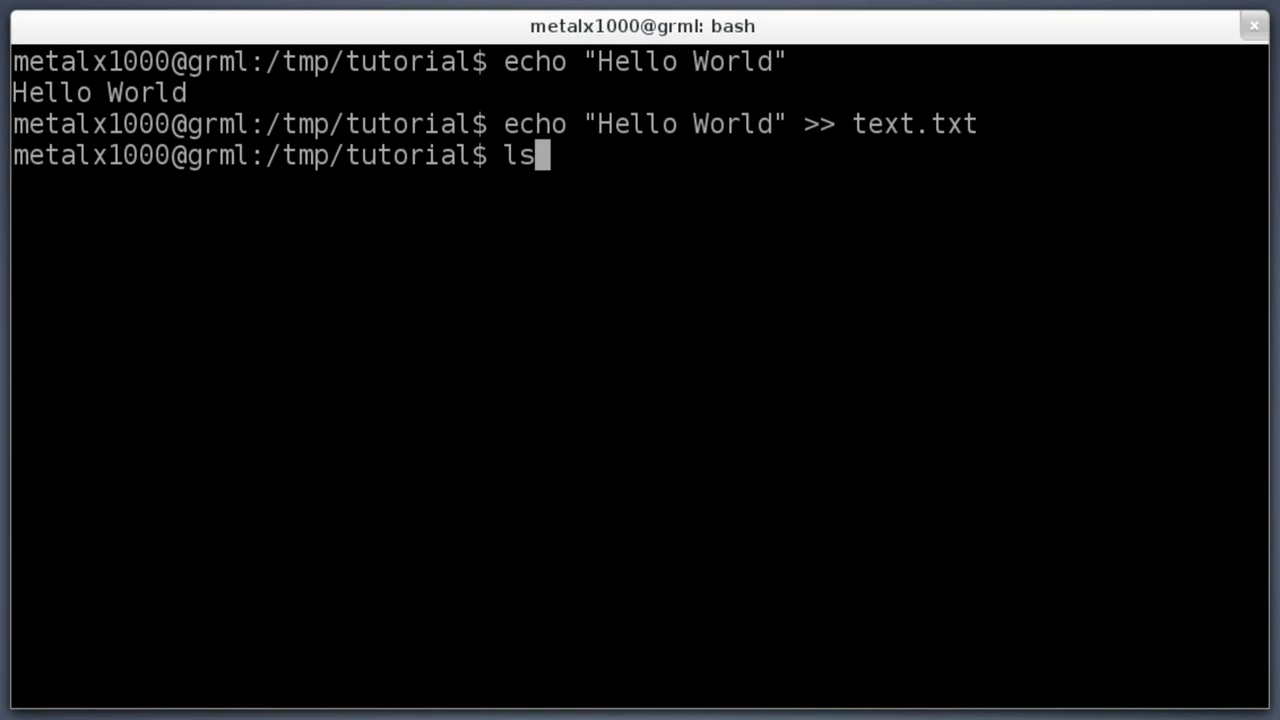 metalx1000@grml: bash
metalx1000@grml:/tmp/tutorial$ echo "Hello World"
Hello World
metalx1000@grml:/tmp/tutorial$ echo "Hello World" >> text.txt
metalx1000@grml:/tmp/tutorial$ ls